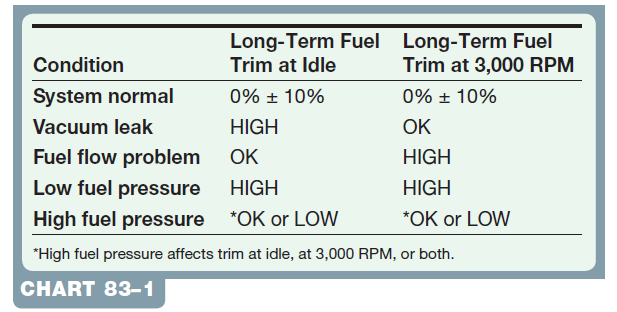 Condition Long-Term Fuel Trim at Idle Long-Term Fuel Trim at 3,000 RPM
System normal 0% ± 10% 0% ± 10%
Vacuum leak HIGH OK
Fuel flow problem OK HIGH
Low fuel pressure HIGH HIGH
High fuel pressure *OK or LOW *OK or LOW
*High fuel pressure affects trim at idle, at 3,000 RPM, or both.
CHART 83–1